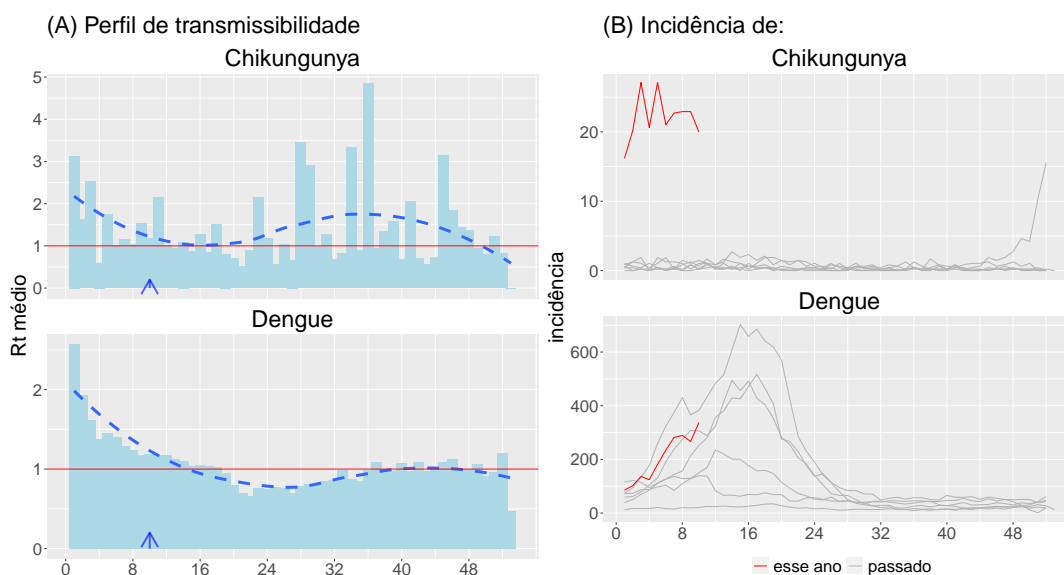 (A) Perfil de transmissibilidade
Chikungunya
5
4
3
2
1
0
Dengue
2
1
0
Rt médio
0 8 16 24 32 40 48
(B) Incidência de:
Chikungunya
20
10
0
Dengue
600
400
200
0
incidência
0 8 16 24 32 40 48
esse ano passado